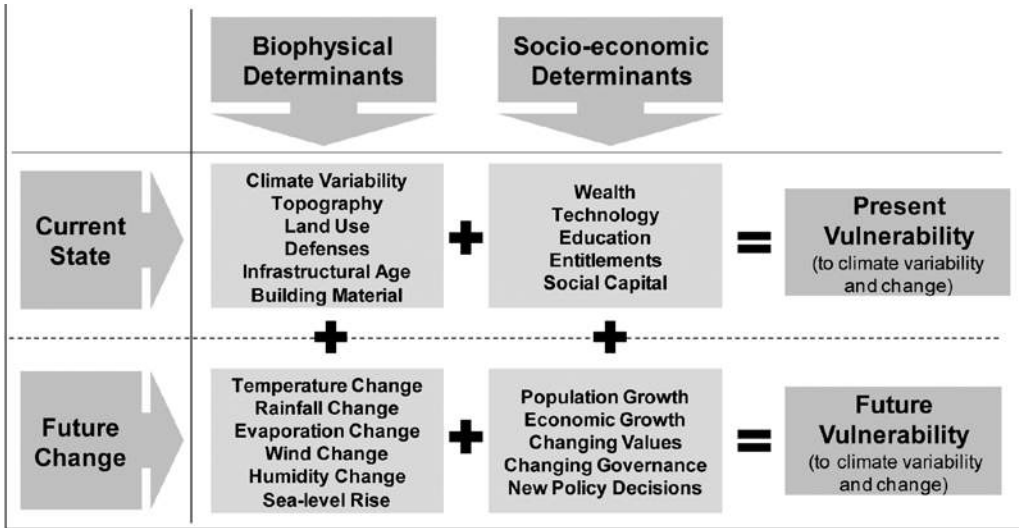 Biophysical
Determinants
Socio-economic
Determinants
Current
State
Climate Variability
Topography
Land Use
Defenses
Infrastructural Age
Building Material
+
Wealth
Technology
Education
Entitlements
Social Capital
=
Present
Vulnerability
(to climate variability
and change)
+
+
Future
Change
Temperature Change
Rainfall Change
Evaporation Change
Wind Change
Humidity Change
Sea-level Rise
+
Population Growth
Economic Growth
Changing Values
Changing Governance
New Policy Decisions
=
Future
Vulnerability
(to climate variability
and change)